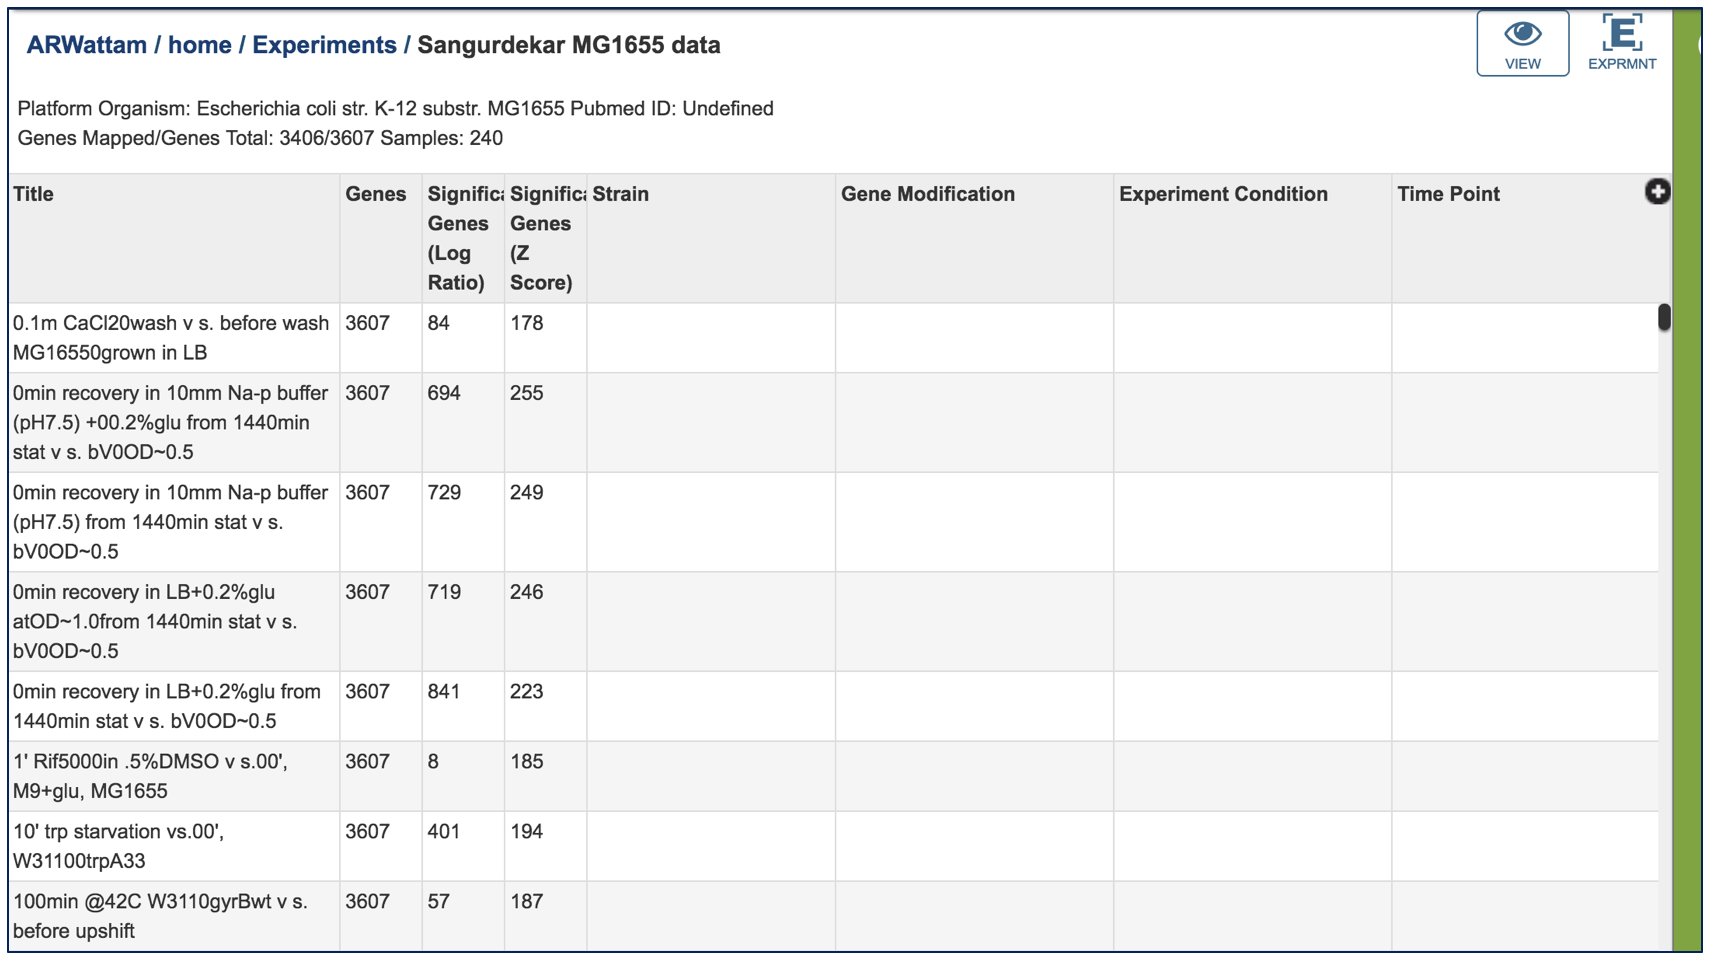 ARWattam / home / Experiments / Sangurdekar MG1655 data
VIEW
EXPRMNT
Platform Organism: Escherichia coli str. K-12 substr. MG1655 Pubmed ID: Undefined
Genes Mapped/Genes Total: 3406/3607 Samples: 240
Title
Genes
Significa
Genes
(Log
Ratio)
Significa
Genes
(Z
Score)
Strain
Gene Modification
Experiment Condition
Time Point
0.1m CaCl20wash v s. before wash
MG16550grown in LB
3607
84
178
0min recovery in 10mm Na-p buffer
(pH7.5) +00.2%glu from 1440min
stat v s. bV0OD~0.5
3607
694
255
0min recovery in 10mm Na-p buffer
(pH7.5) from 1440min stat v s.
bV0OD~0.5
3607
729
249
0min recovery in LB+0.2%glu
atOD~1.0from 1440min stat v s.
bV0OD~0.5
3607
719
246
0min recovery in LB+0.2%glu from
1440min stat v s. bV0OD~0.5
3607
841
223
1' Rif5000in .5%DMSO v s.00',
M9+glu, MG1655
3607
8
185
10' trp starvation vs.00',
W31100trpA33
3607
401
194
100min @42C W3110gyrBwt v s.
before upshift
3607
57
187